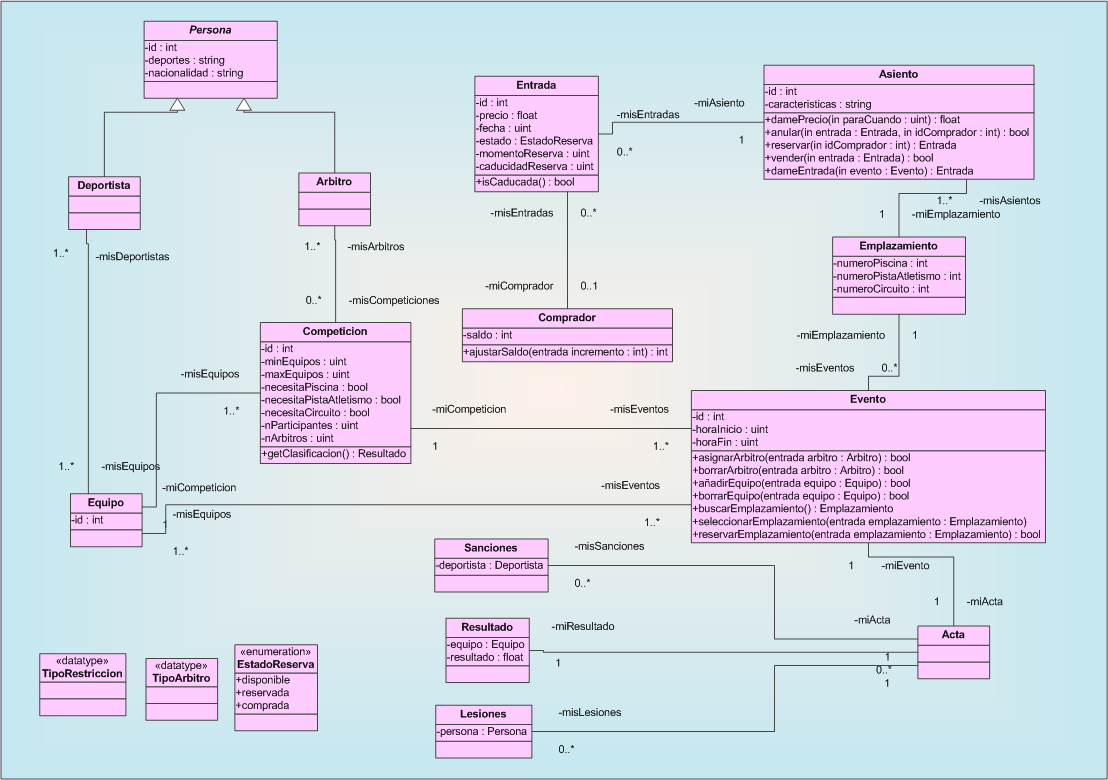 Persona
-id : int
-deportes : string
-nacionalidad : string
Deportista
Arbitro
1..*
-misDeportistas
1..*
-misArbitros
0..*
-misCompeticiones
Entrada
-id : int
-precio : float
-fecha : uint
-estado : EstadoReserva
-momentoReserva : uint
-caducidadReserva : uint
+isCaducada() : bool
-misEntradas
0..*
-miAsiento
1
Asiento
-id : int
-caracteristicas : string
+damePrecio(in paraCuando : uint) : float
+anular(in entrada : Entrada, in idComprador : int) : bool
+reservar(in idComprador : int) : Entrada
+vender(in entrada : Entrada) : bool
+dameEntrada(in evento : Evento) : Entrada
1..*
-misAsientos
1
-miEmplazamiento
Emplazamiento
-numeroPiscina : int
-numeroPistaAtletismo : int
-numeroCircuito : int
-miEmplazamiento
1
-misEventos
0..*
-misEntradas
0..*
-miComprador
0..1
Comprador
-saldo : int
+ajustarSaldo(entrada incremento : int) : int
Competicion
-id : int
-minEquipos : uint
-maxEquipos : uint
-necesitaPiscina : bool
-necesitaPistaAtletismo : bool
-necesitaCircuito : bool
-nParticipantes : uint
-nArbitros : uint
+getClasificacion() : Resultado
-misEquipos
1..*
-miCompeticion
1
-misEventos
1..*
Evento
-id : int
-horaInicio : uint
-horaFin : uint
+asignarArbitro(entrada arbitro : Arbitro) : bool
+borrarArbitro(entrada arbitro : Arbitro) : bool
+añadirEquipo(entrada equipo : Equipo) : bool
+borrarEquipo(entrada equipo : Equipo) : bool
+buscarEmplazamiento() : Emplazamiento
+seleccionarEmplazamiento(entrada emplazamiento : Emplazamiento)
+reservarEmplazamiento(entrada emplazamiento : Emplazamiento) : bool
1..*
-misEquipos
-miCompeticion
1
Equipo
-id : int
-misEquipos
1..*
-misEventos
1..*
Sanciones
-deportista : Deportista
-misSanciones
0..*
1
-miEvento
1
-miActa
-miActa
1
0..*
1
Acta
Resultado
-equipo : Equipo
-resultado : float
-miResultado
1
Lesiones
-persona : Persona
-misLesiones
0..*
«datatype»
TipoRestriccion
«datatype»
TipoArbitro
«enumeration»
EstadoReserva
+disponible
+reservada
+comprada